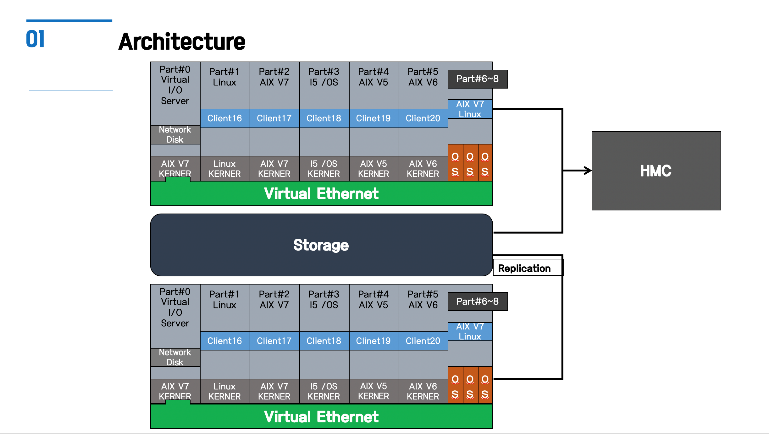 01
Architecture
Part#0
Virtual
I/O
Server
Part#1
LInux
Part#2
AIX V7
Part#3
I5 /OS
Part#4
AIX V5
Part#5
AIX V6
Part#6~8
AIX V7
Linux
Client16
Client17
Client18
Clinet19
Client20
Network
Disk
AIX V7
KERNER
Linux
KERNER
AIX V7
KERNER
I5 /OS
KERNER
AIX V5
KERNER
AIX V6
KERNER
O
S
O
S
O
S
Virtual Ethernet
HMC
Storage
Replication
Part#0
Virtual
I/O
Server
Part#1
Linux
Part#2
AIX V7
Part#3
I5 /OS
Part#4
AIX V5
Part#5
AIX V6
Part#6~8
AIX V7
Linux
Client16
Client17
Client18
Clinet19
Client20
Network
Disk
AIX V7
KERNER
Linux
KERNER
AIX V7
KERNER
I5 /OS
KERNER
AIX V5
KERNER
AIX V6
KERNER
O
S
O
S
O
S
Virtual Ethernet